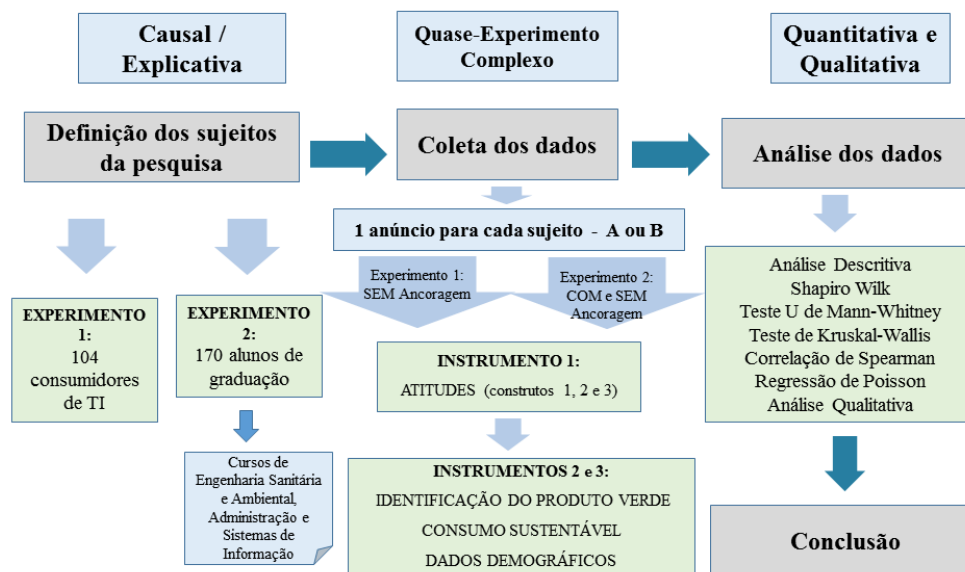 Causal /
Explicativa
Quase-Experimento
Complexo
Quantitativa e
Qualitativa
Definição dos sujeitos
da pesquisa
Coleta dos dados
Análise dos dados
1 anúncio para cada sujeito - A ou B
Experimento 1:
SEM Ancoragem
Experimento 2:
COM e SEM
Ancoragem
EXPERIMENTO
1:
104
consumidores
de TI
EXPERIMENTO
2:
170 alunos de
graduação
Cursos de
Engenharia Sanitária
e Ambiental,
Administração e
Sistemas de
Informação
INSTRUMENTO 1:
ATITUDES (construtos 1, 2 e 3)
INSTRUMENTOS 2 e 3:
IDENTIFICAÇÃO DO PRODUTO VERDE
CONSUMO SUSTENTÁVEL
DADOS DEMOGRÁFICOS
Análise Descritiva
Shapiro Wilk
Teste U de Mann-Whitney
Teste de Kruskal-Wallis
Correlação de Spearman
Regressão de Poisson
Análise Qualitativa
Conclusão